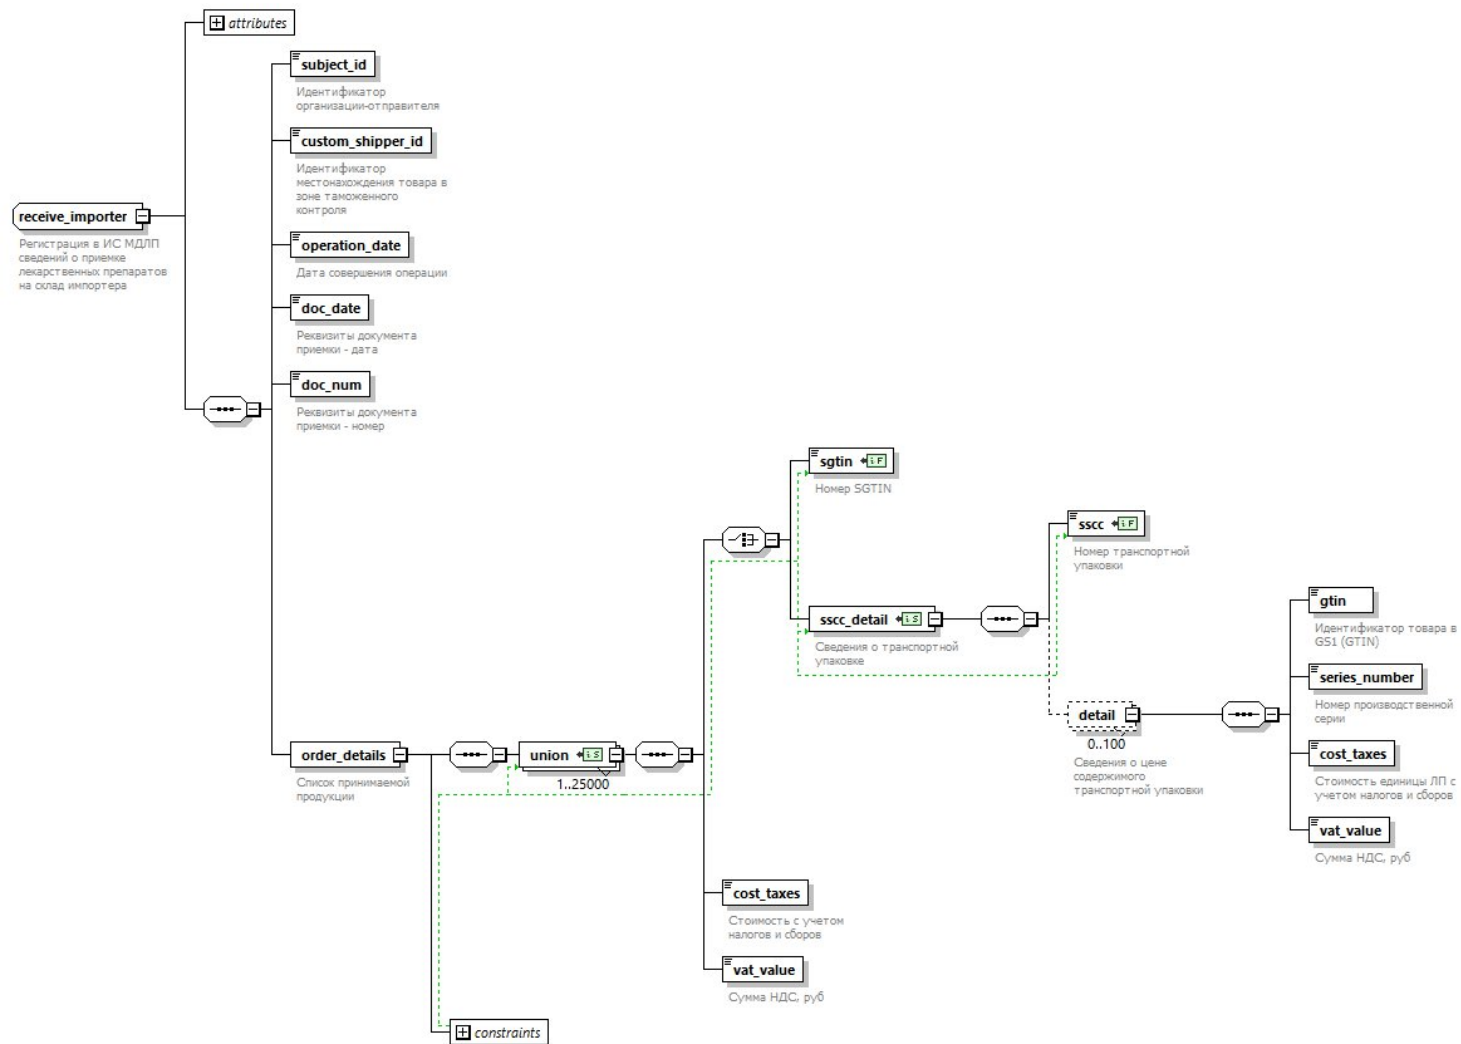 attributes
subject_id
Идентификатор
организации-отправителя
custom_shipper_id
Идентификатор
местонахождения товара в
зоне таможенного
контроля
receive_importer
Регистрация в ИС МДЛП
сведений о приемке
лекарственных препаратов
на склад импортера
operation_date
Дата совершения операции
doc_date
Реквизиты документа
приемки - дата
doc_num
Реквизиты документа
приемки - номер
sgtin iF
Номер SGTIN
sscc iF
Номер транспортной
упаковки
sscc_detail iS
Сведения о транспортной
упаковке
gtin
Идентификатор товара в
GS1 (GTIN)
series_number
Номер производственной
серии
detail
0..100
Сведения о цене
содержимого
транспортной упаковки
cost_taxes
Стоимость единицы ЛП с
учетом налогов и сборов
vat_value
Сумма НДС, руб
order_details
Список принимаемой
продукции
union iS
1..25000
cost_taxes
Стоимость с учетом
налогов и сборов
vat_value
Сумма НДС, руб
constraints